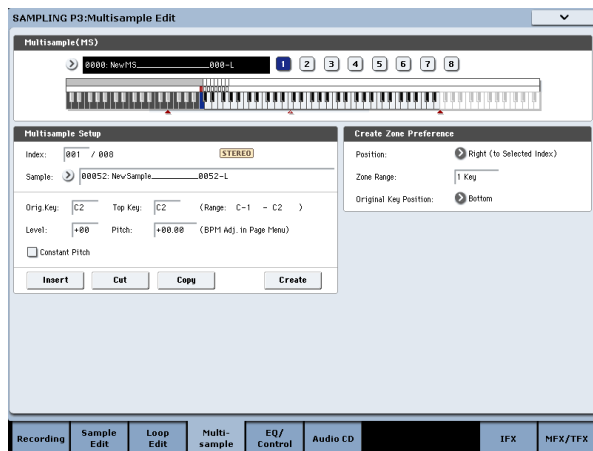 SAMPLING P3:Multisample Edit
Multisample(MS)
0000: NewMS_______________000-L
1 2 3 4 5 6 7 8
Multisample Setup
Index: 001 / 008 STEREO
Sample: 00052: NewSample__________0052-L
Orig.Key: C2 Top Key: C2 (Range: C-1 - C2 )
Level: +00 Pitch: +00.00 (BPM Adj. in Page Menu)
Constant Pitch
Insert Cut Copy Create
Create Zone Preference
Position: Right (to Selected Index)
Zone Range: 1 Key
Original Key Position: Bottom
Recording Sample Edit Loop Edit Multi-sample EQ/Control Audio CD IFX MFX/TFX